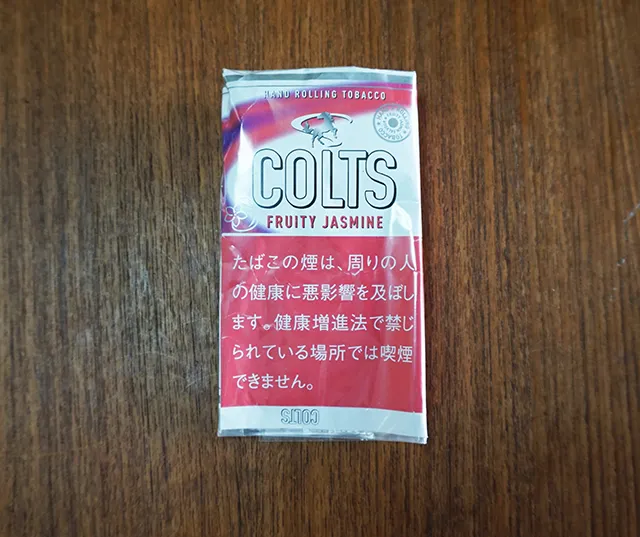 HAND ROLLING TOBACCO
COLTS
FRUITY JASMINE
たばこの煙は、周りの人
の健康に悪影響を及ぼし
ます。健康増進法で禁じ
られている場所では喫煙
できません。
COLTS